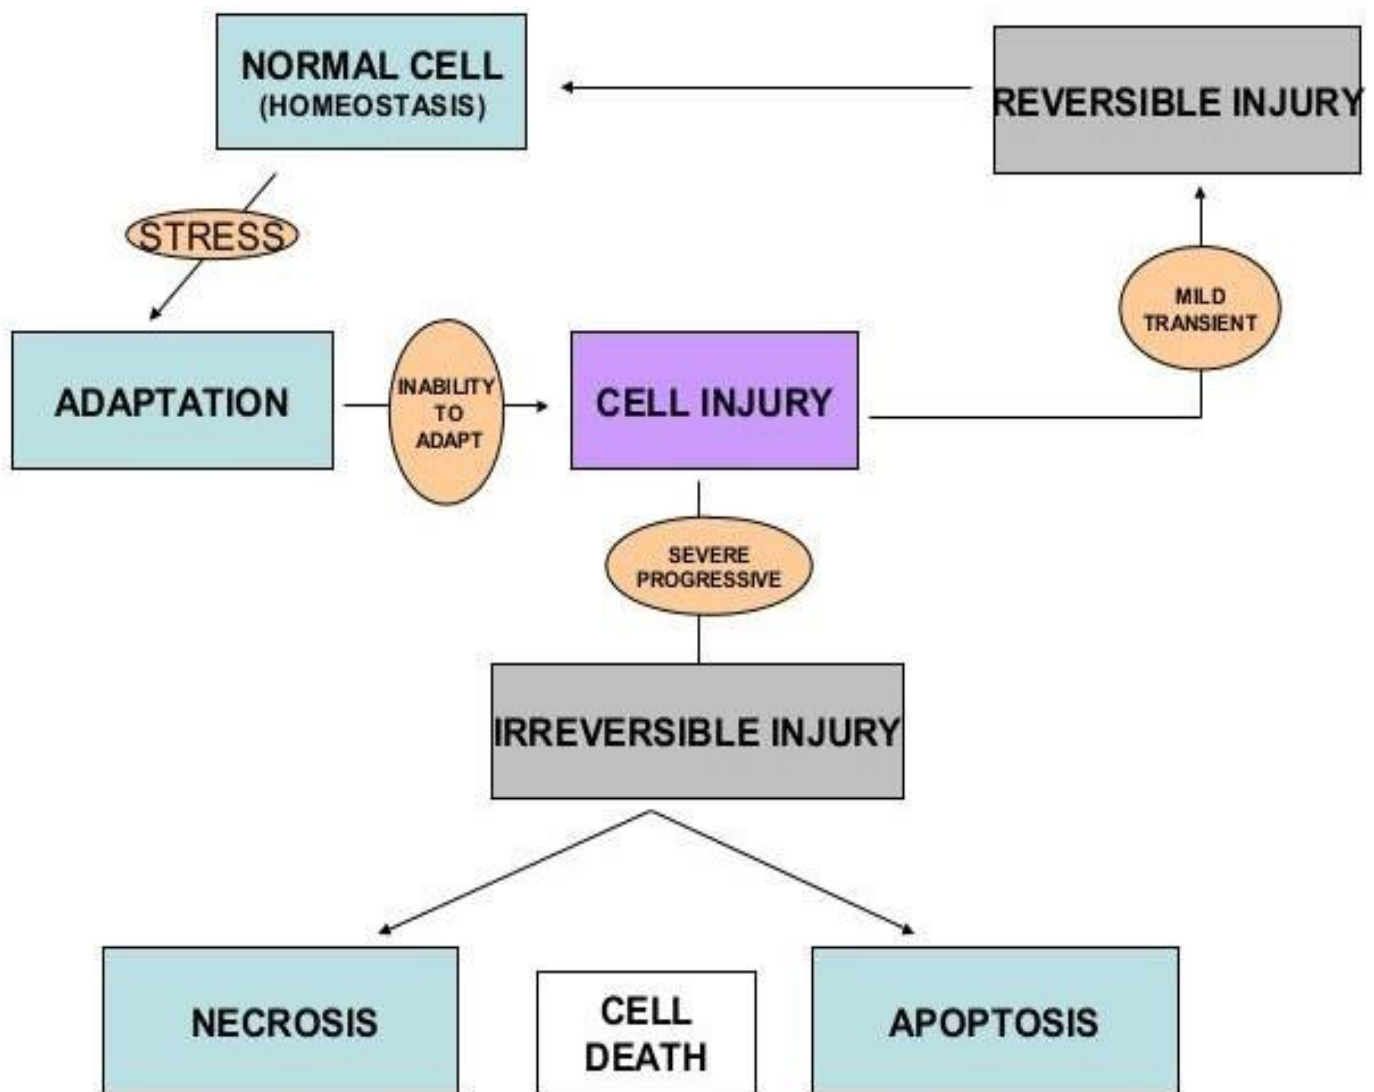 NORMAL CELL
(HOMEOSTASIS)
REVERSIBLE INJURY
STRESS
MILD
TRANSIENT
ADAPTATION
INABILITY
TO
ADAPT
CELL INJURY
SEVERE
PROGRESSIVE
IRREVERSIBLE INJURY
NECROSIS
CELL
DEATH
APOPTOSIS